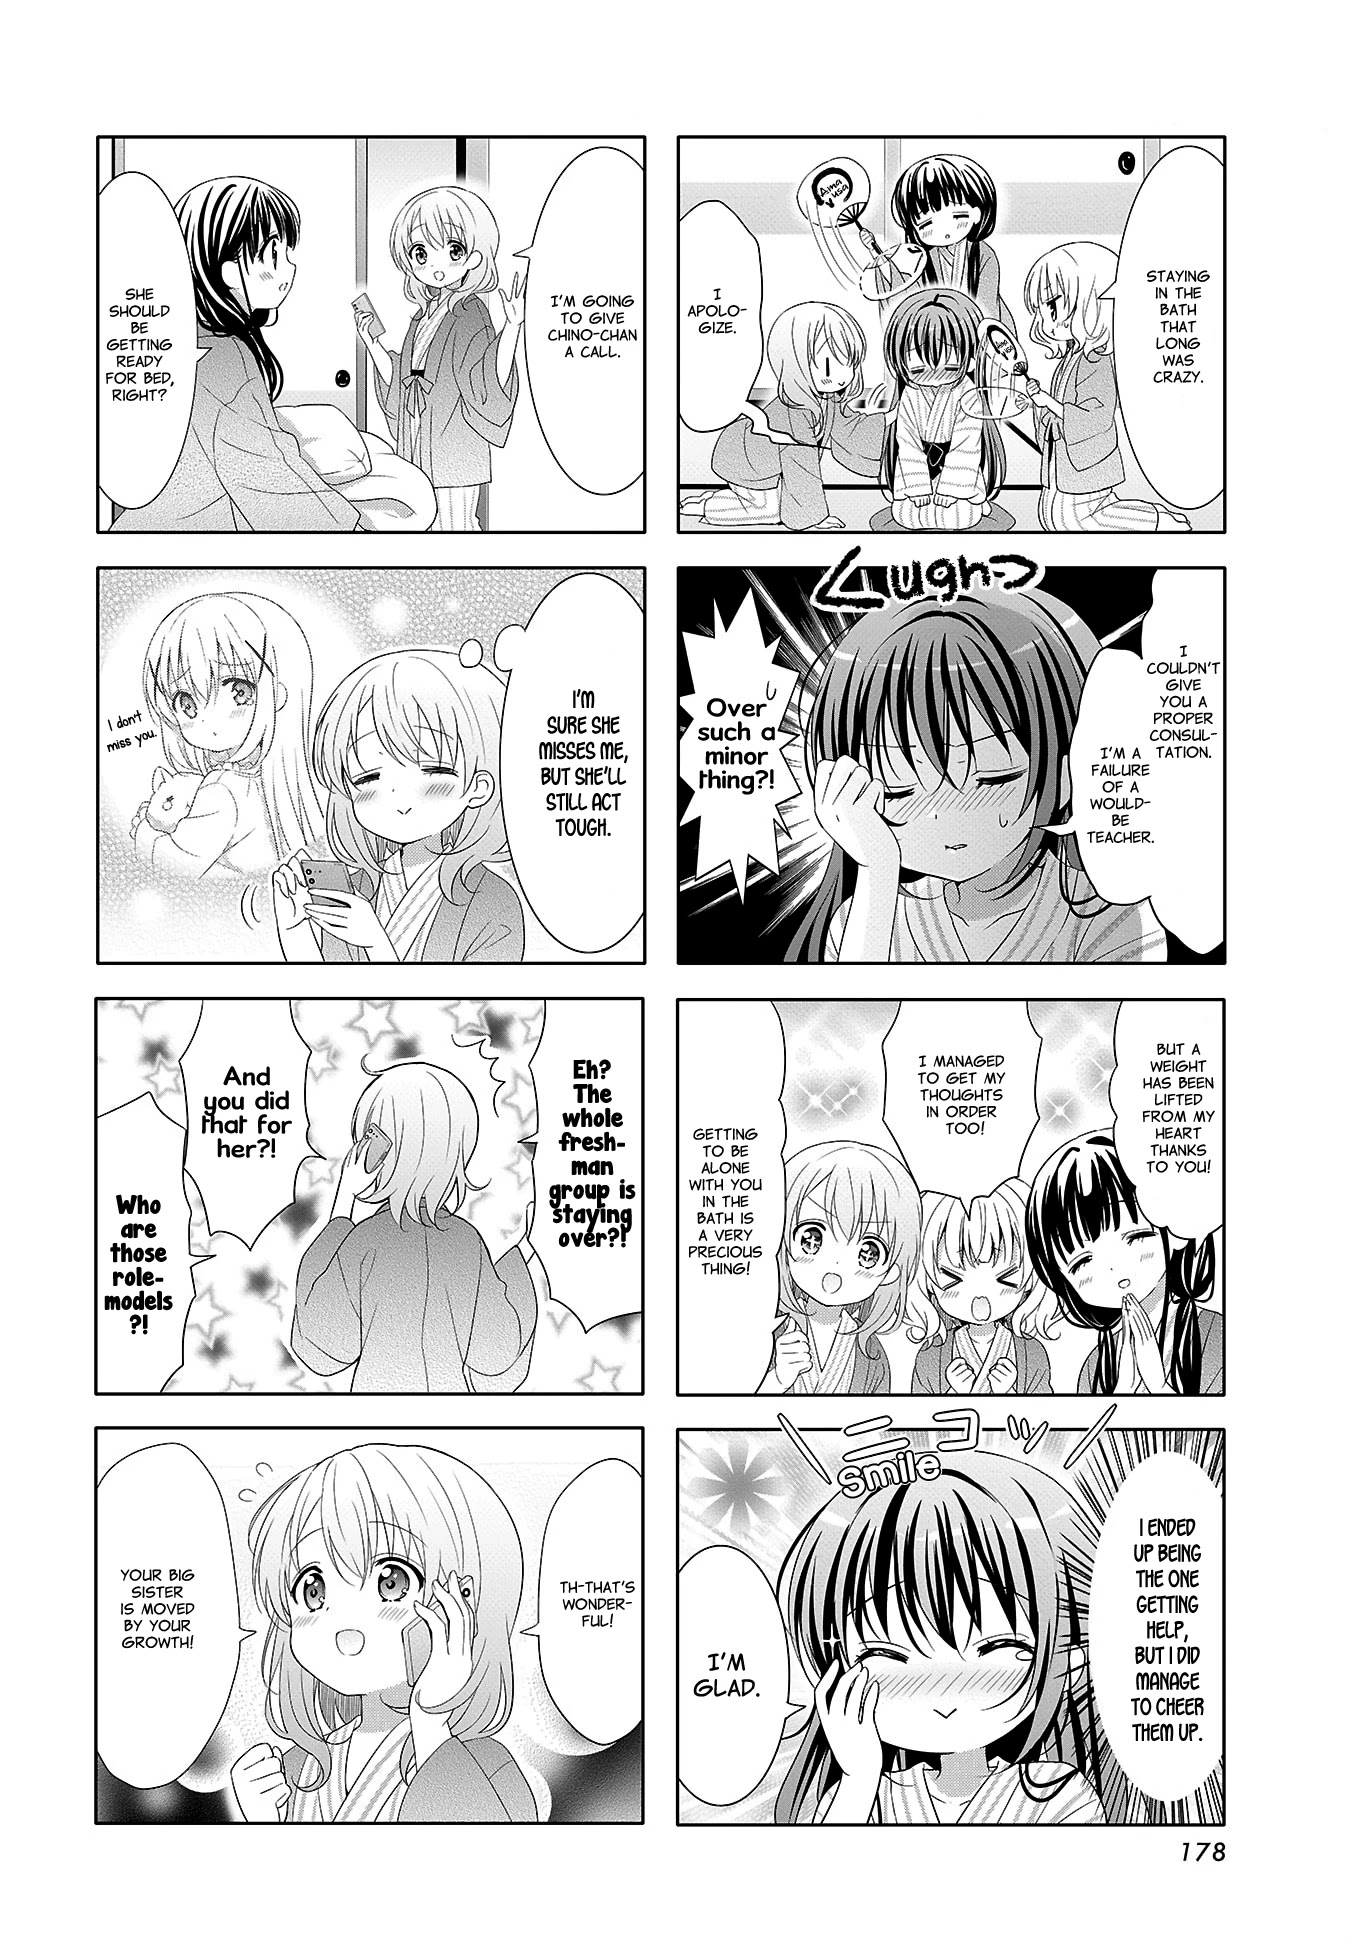 Ama
usa
Ama
usa
STAYING
IN THE
BATH THAT
LONG
WAS
CRAZY.
I
APOLO-
GIZE.
ugh
I
COULDN'T
GIVE
YOU A
PROPER
CONSUL-
TATION.
I'M A
FAILURE
OF A
WOULD-
BE
TEACHER.
Over
such a
minor
thing?!
BUT A
WEIGHT
HAS BEEN
LIFTED
FROM MY
HEART
THANKS
TO YOU!
I MANAGED
TO GET MY
THOUGHTS
IN ORDER
TOO!
GETTING
TO BE
ALONE
WITH YOU
IN THE
BATH IS
A VERY
PRECIOUS
THING!
ニコッ
Smile
I ENDED
UP BEING
THE ONE
GETTING
HELP,
BUT I DID
MANAGE
TO CHEER
THEM UP.
I'M
GLAD.
I'M GOING
TO GIVE
CHINO-CHAN
A CALL.
SHE
SHOULD
BE
GETTING
READY
FOR BED,
RIGHT?
I'M
SURE SHE
MISSES ME,
BUT SHE'LL
STILL ACT
TOUGH.
I don't
miss you.
Eh?
The
whole
fresh-
man
group is
staying
over?!
And
you did
that for
her?!
Who
are
those
role-
models
?!
TH-THAT'S
WONDER-
FUL!
YOUR BIG
SISTER
IS MOVED
BY YOUR
GROWTH!
178